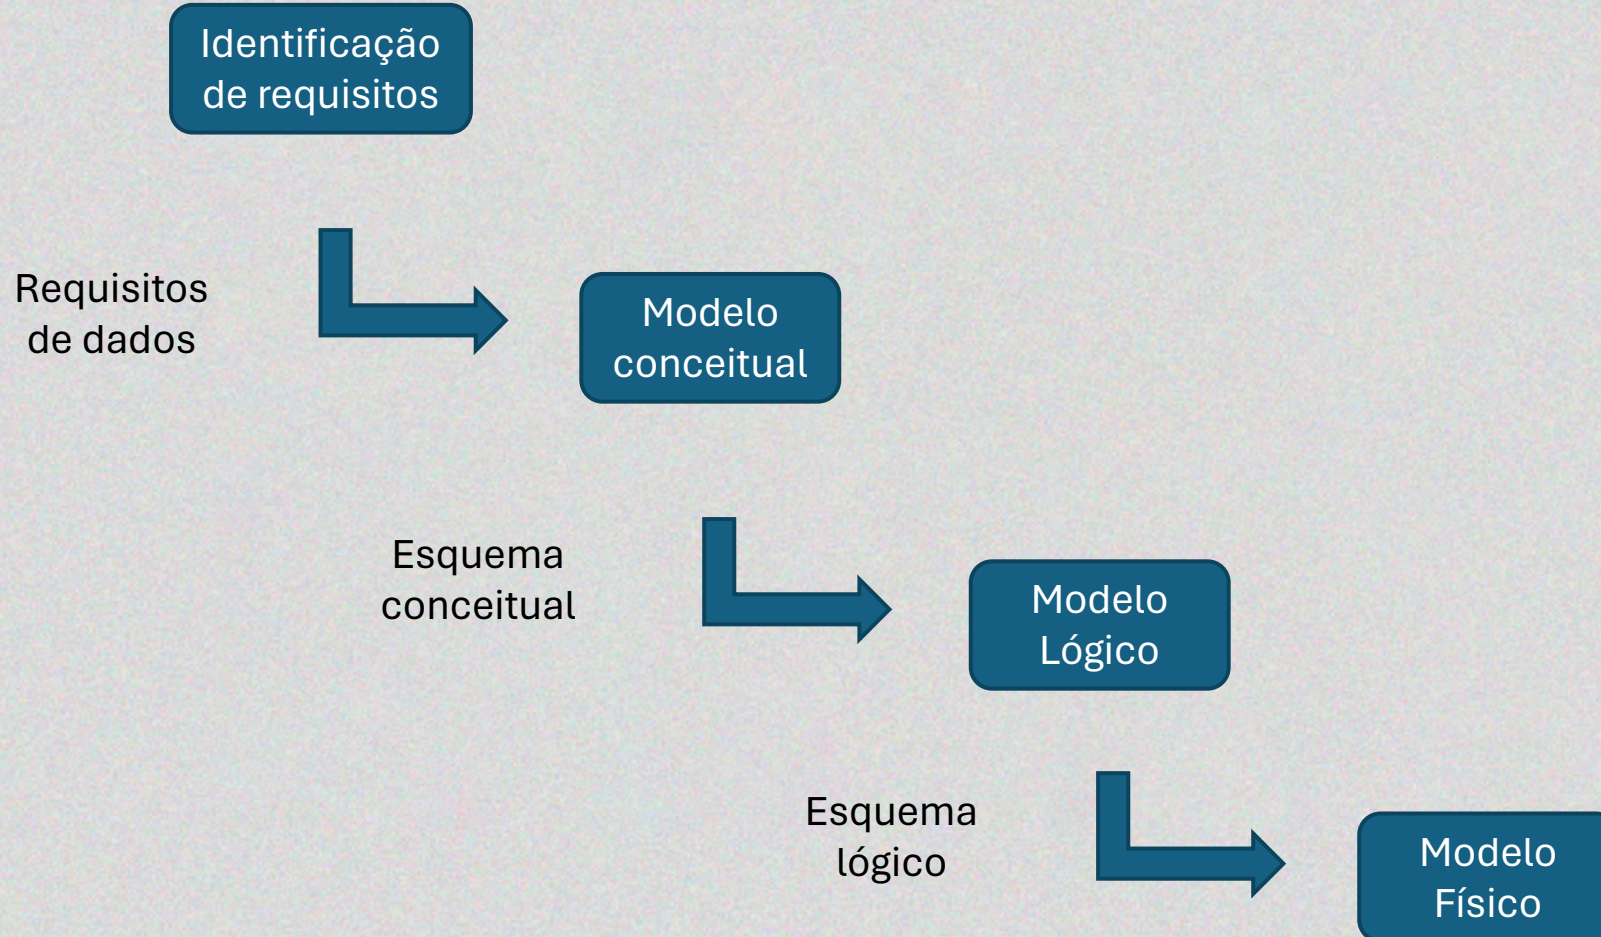 Identificação
de requisitos
Requisitos
de dados
Modelo
conceitual
Esquema
conceitual
Modelo
Lógico
Esquema
lógico
Modelo
Físico